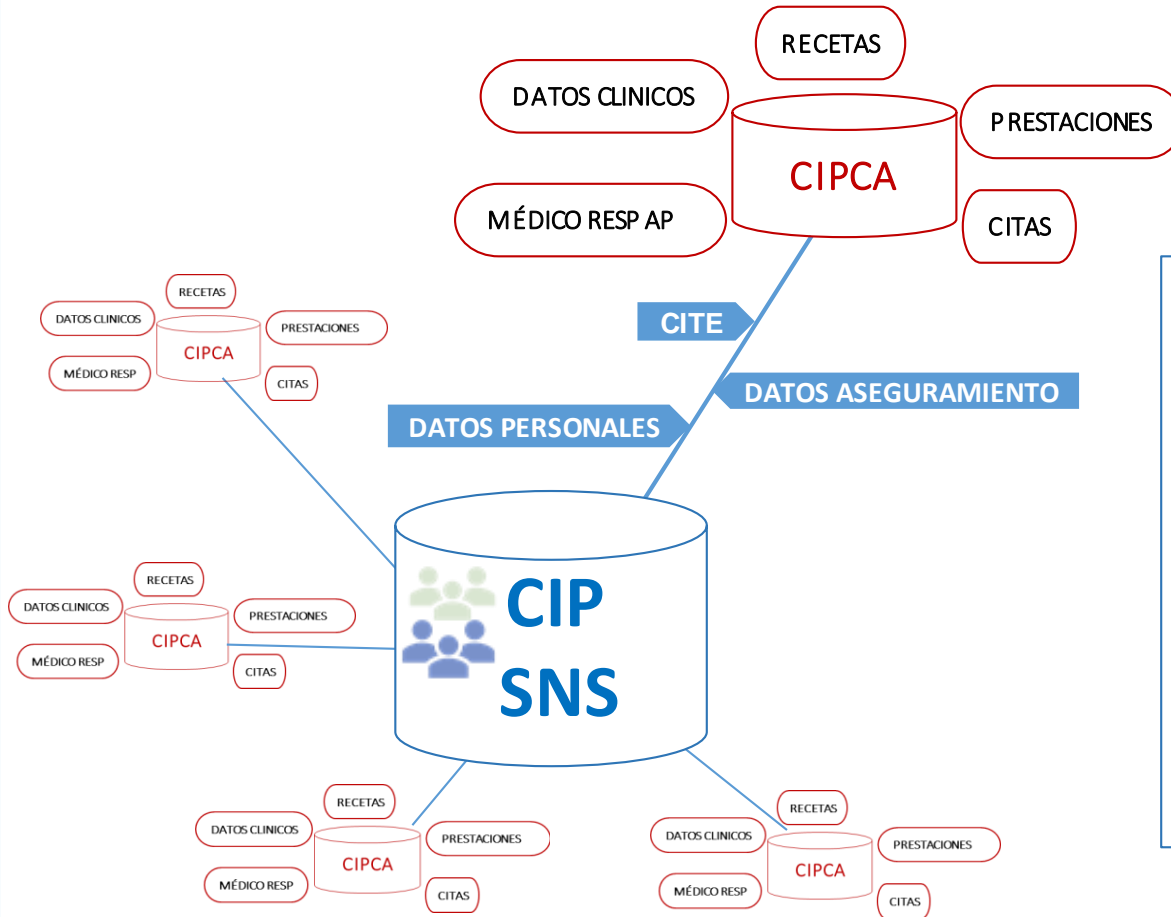 RECETAS
DATOS CLINICOS
PRESTACIONES
CIPCA
MÉDICO RESP AP
CITAS
RECETAS
DATOS CLINICOS
PRESTACIONES
CIPCA
MÉDICO RESP
CITAS
CITE
DATOS ASEGURAMIENTO
DATOS PERSONALES
RECETAS
DATOS CLINICOS
PRESTACIONES
CIPCA
MÉDICO RESP
CITAS
CIP
SNS
RECETAS
DATOS CLINICOS
PRESTACIONES
CIPCA
MÉDICO RESP
CITAS
RECETAS
DATOS CLINICOS
PRESTACIONES
CIPCA
MÉDICO RESP
CITAS